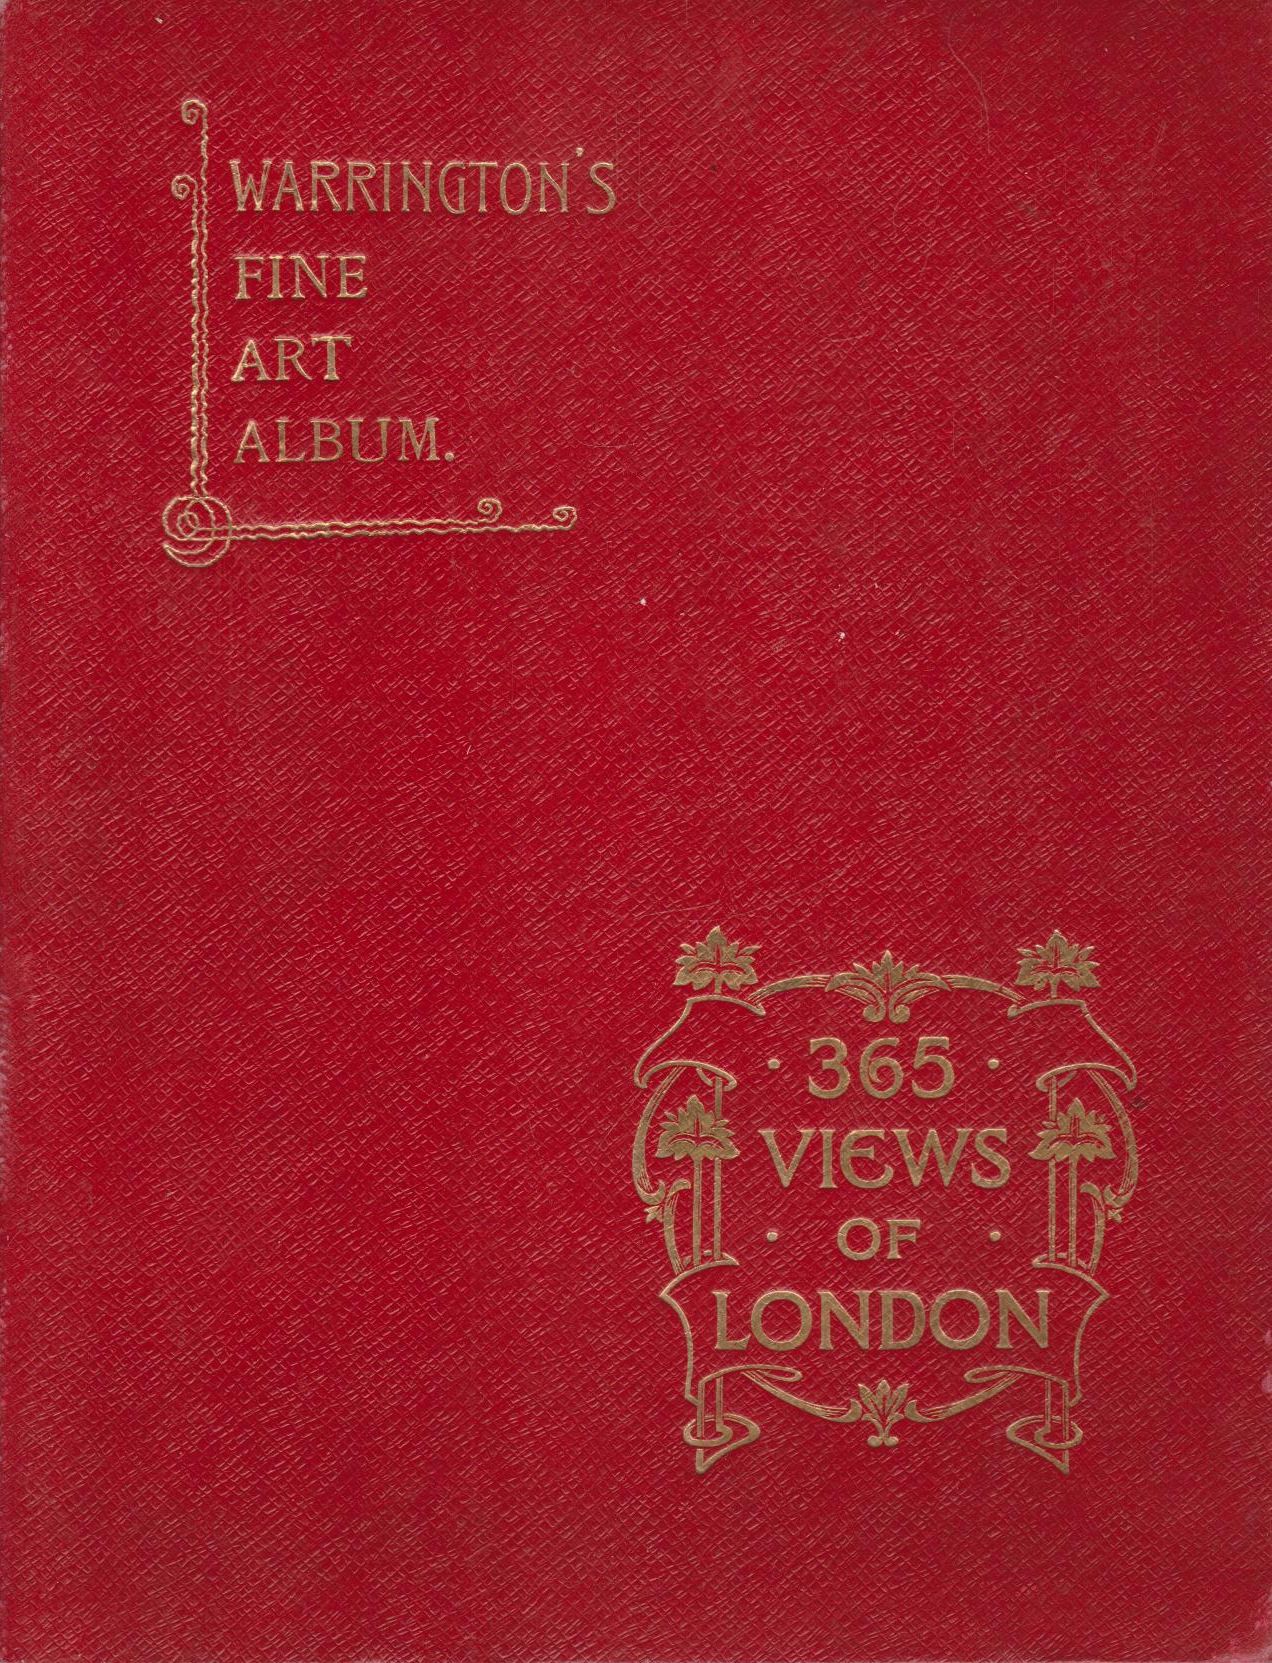 WARRINGTON'S
FINE
ART
ALBUM.
· 365 ·
VIEWS
· OF ·
LONDON